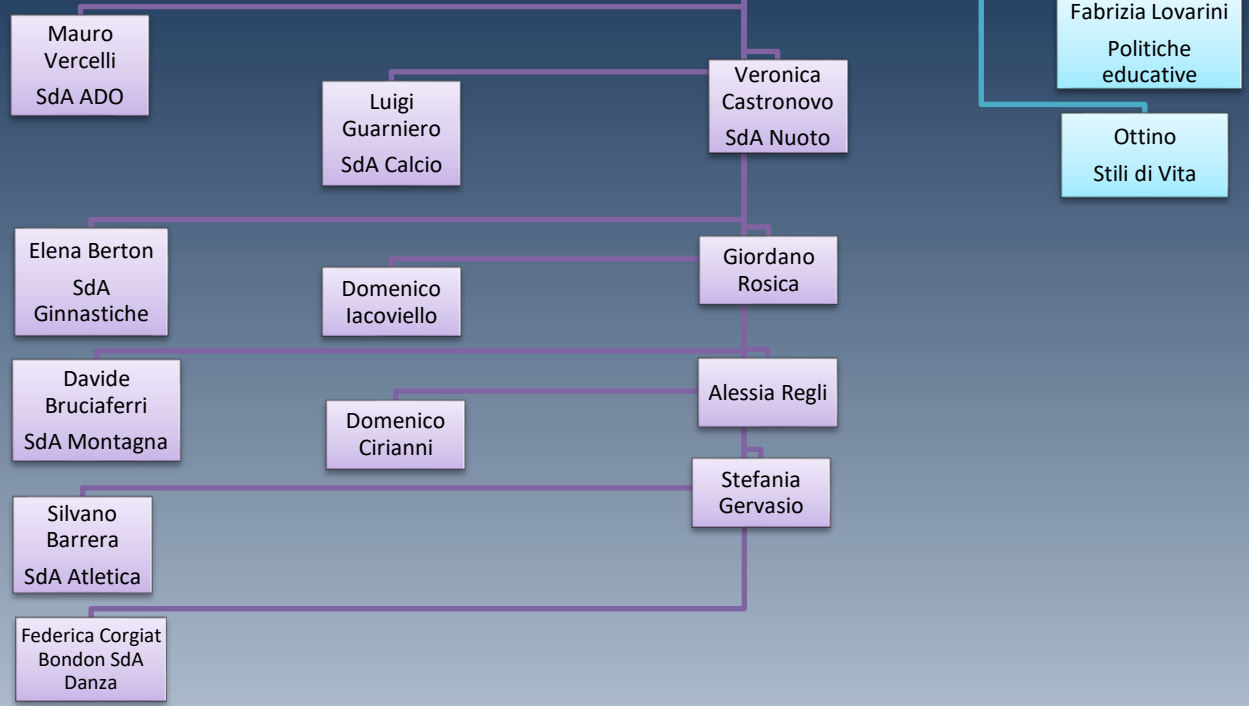 Fabrizia Lovarini
Politiche
educative
Mauro
Vercelli
SdA ADO
Veronica
Castronovo
SdA Nuoto
Luigi
Guarniero
SdA Calcio
Ottino
Stili di Vita
Elena Berton
SdA
Ginnastiche
Giordano
Rosica
Domenico
Iacoviello
Davide
Bruciaferri
SdA Montagna
Alessia Regli
Domenico
Cirianni
Stefania
Gervasio
Silvano
Barrera
SdA Atletica
Federica Corgiat
Bondon SdA
Danza